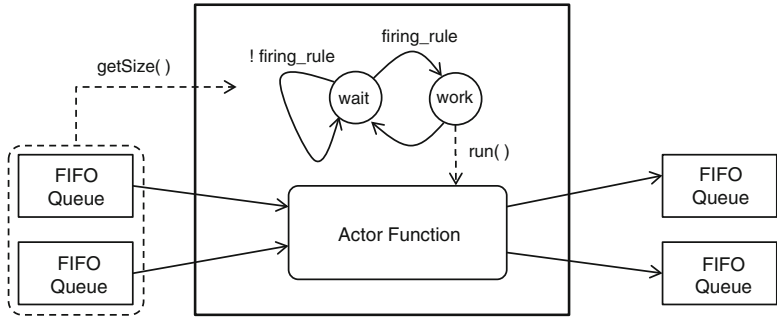 firing_rule
! firing_rule
getSize( )
wait
work
run( )
FIFO
Queue
FIFO
Queue
Actor Function
FIFO
Queue
FIFO
Queue